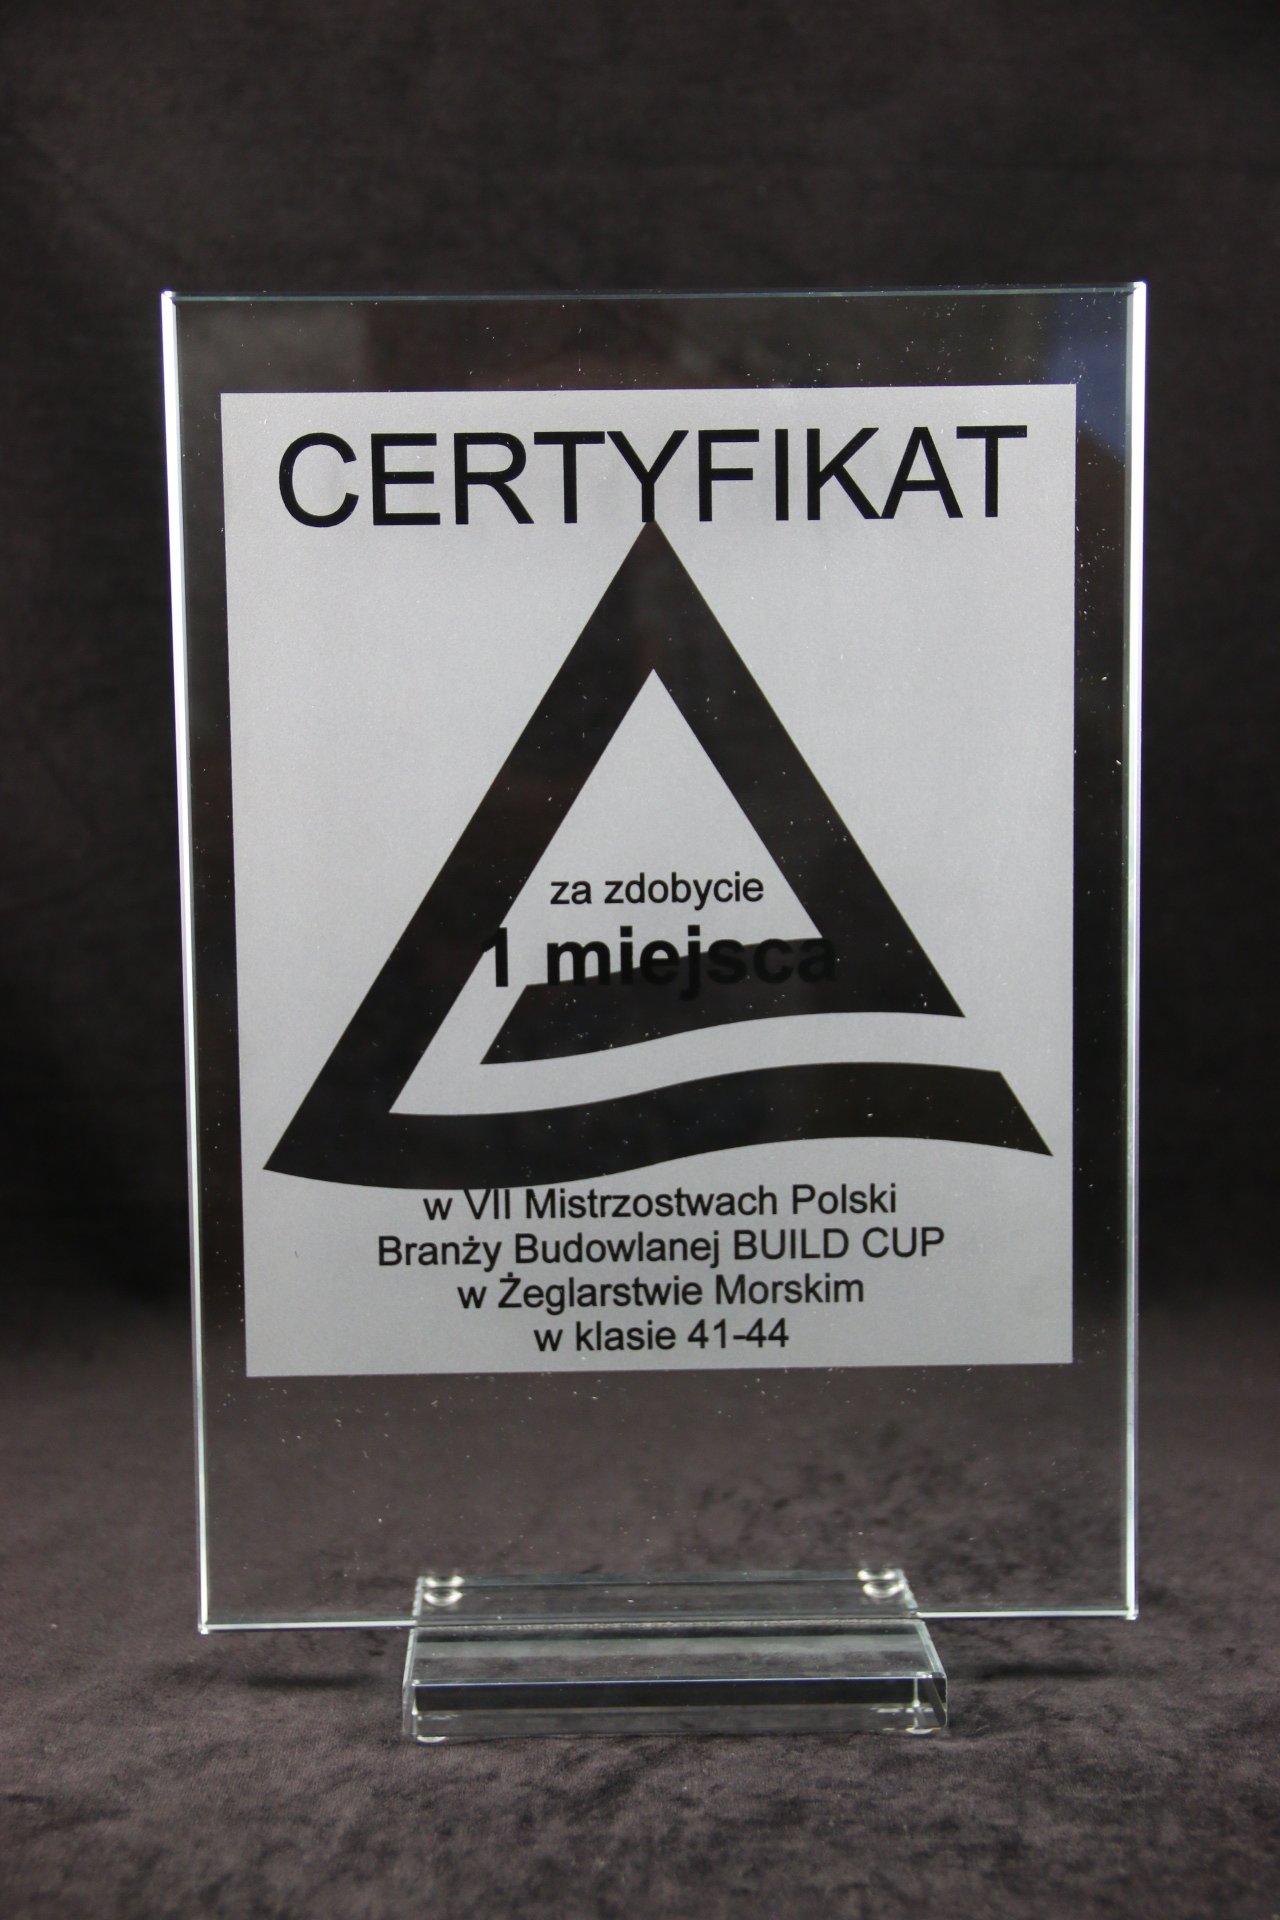 CERTYFIKAT
za zdobycie
1 miejsca
w VII Mistrzostwach Polski
Branży Budowlanej BUILD CUP
w Żeglarstwie Morskim
w klasie 41-44